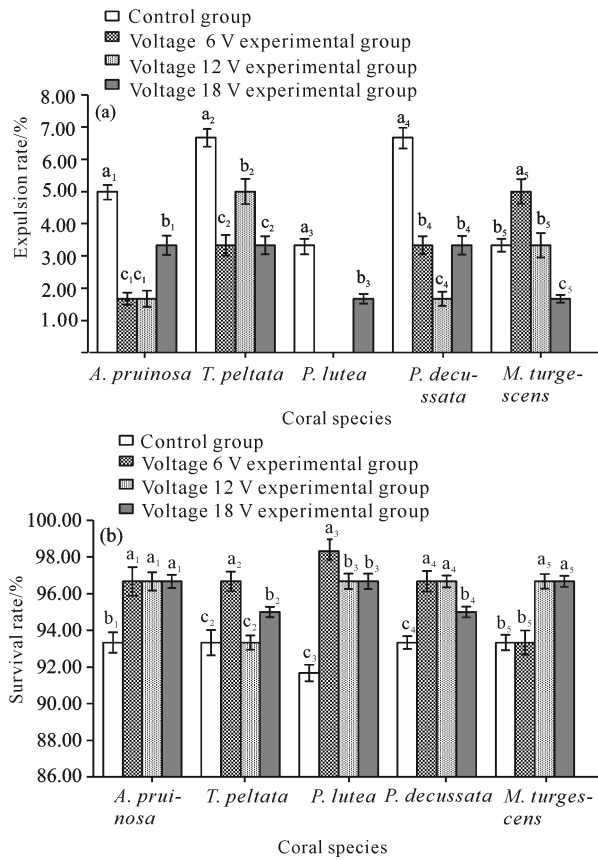 Control group
Voltage 6 V experimental group
Voltage 12 V experimental group
Voltage 18 V experimental group
(a)
Expulsion rate/%
8.00
7.00
6.00
5.00
4.00
3.00
2.00
1.00
a₁ c₁ c₁ b₁
a₂ c₂ b₂ c₂
a₃ b₃
a₄ b₄ c₄ b₄
b₅ a₅ b₅ c₅
A. pruinosa T. peltata P. lutea P. decu- M. turge-
ssata scens
Coral species
Control group
Voltage 6 V experimental group
Voltage 12 V experimental group
Voltage 18 V experimental group
(b)
Survival rate/%
100.00
98.00
96.00
94.00
92.00
90.00
88.00
86.00
b₁ a₁ a₁ a₁
c₂ a₂ c₂ b₂
c₃ a₃ b₃ b₃
c₄ a₄ a₄ b₄
b₅ b₅ a₅ a₅
A. prui- T. peltata P. lutea P. decussata M. turges-
nosa cens
Coral species